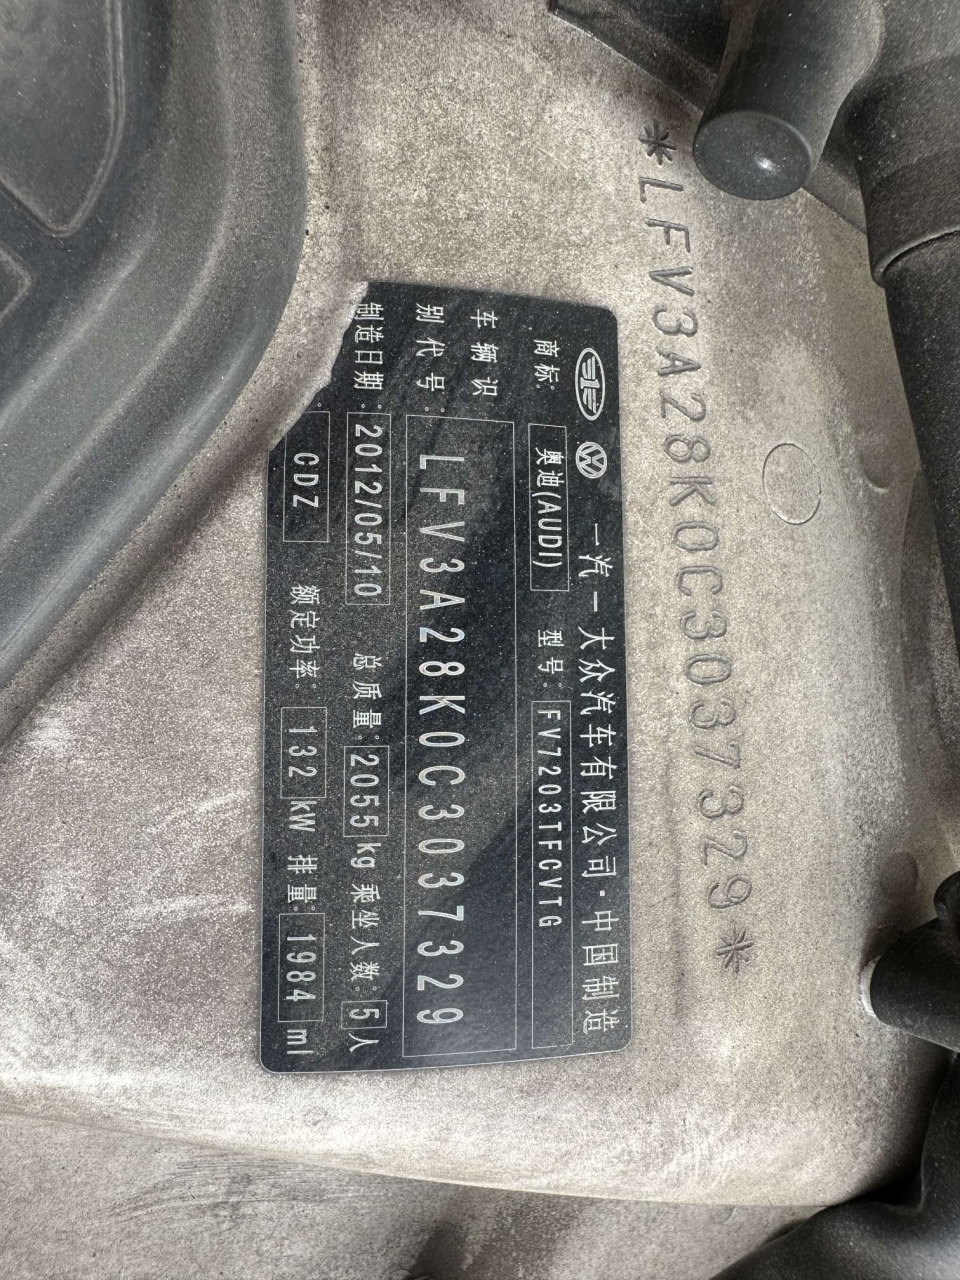 *LFV3A28K0C3037329*
一汽一大众汽车有限公司·中国制造
商标: 奥迪(AUDI) 型号: FV7203TFCVTG
车辆识
别代号: LFV3A28K0C3037329
制造日期: 2012/05/10 总质量: 2055 kg 乘坐人数: 5 人
CDZ 额定功率: 132 kW 排量: 1984 ml